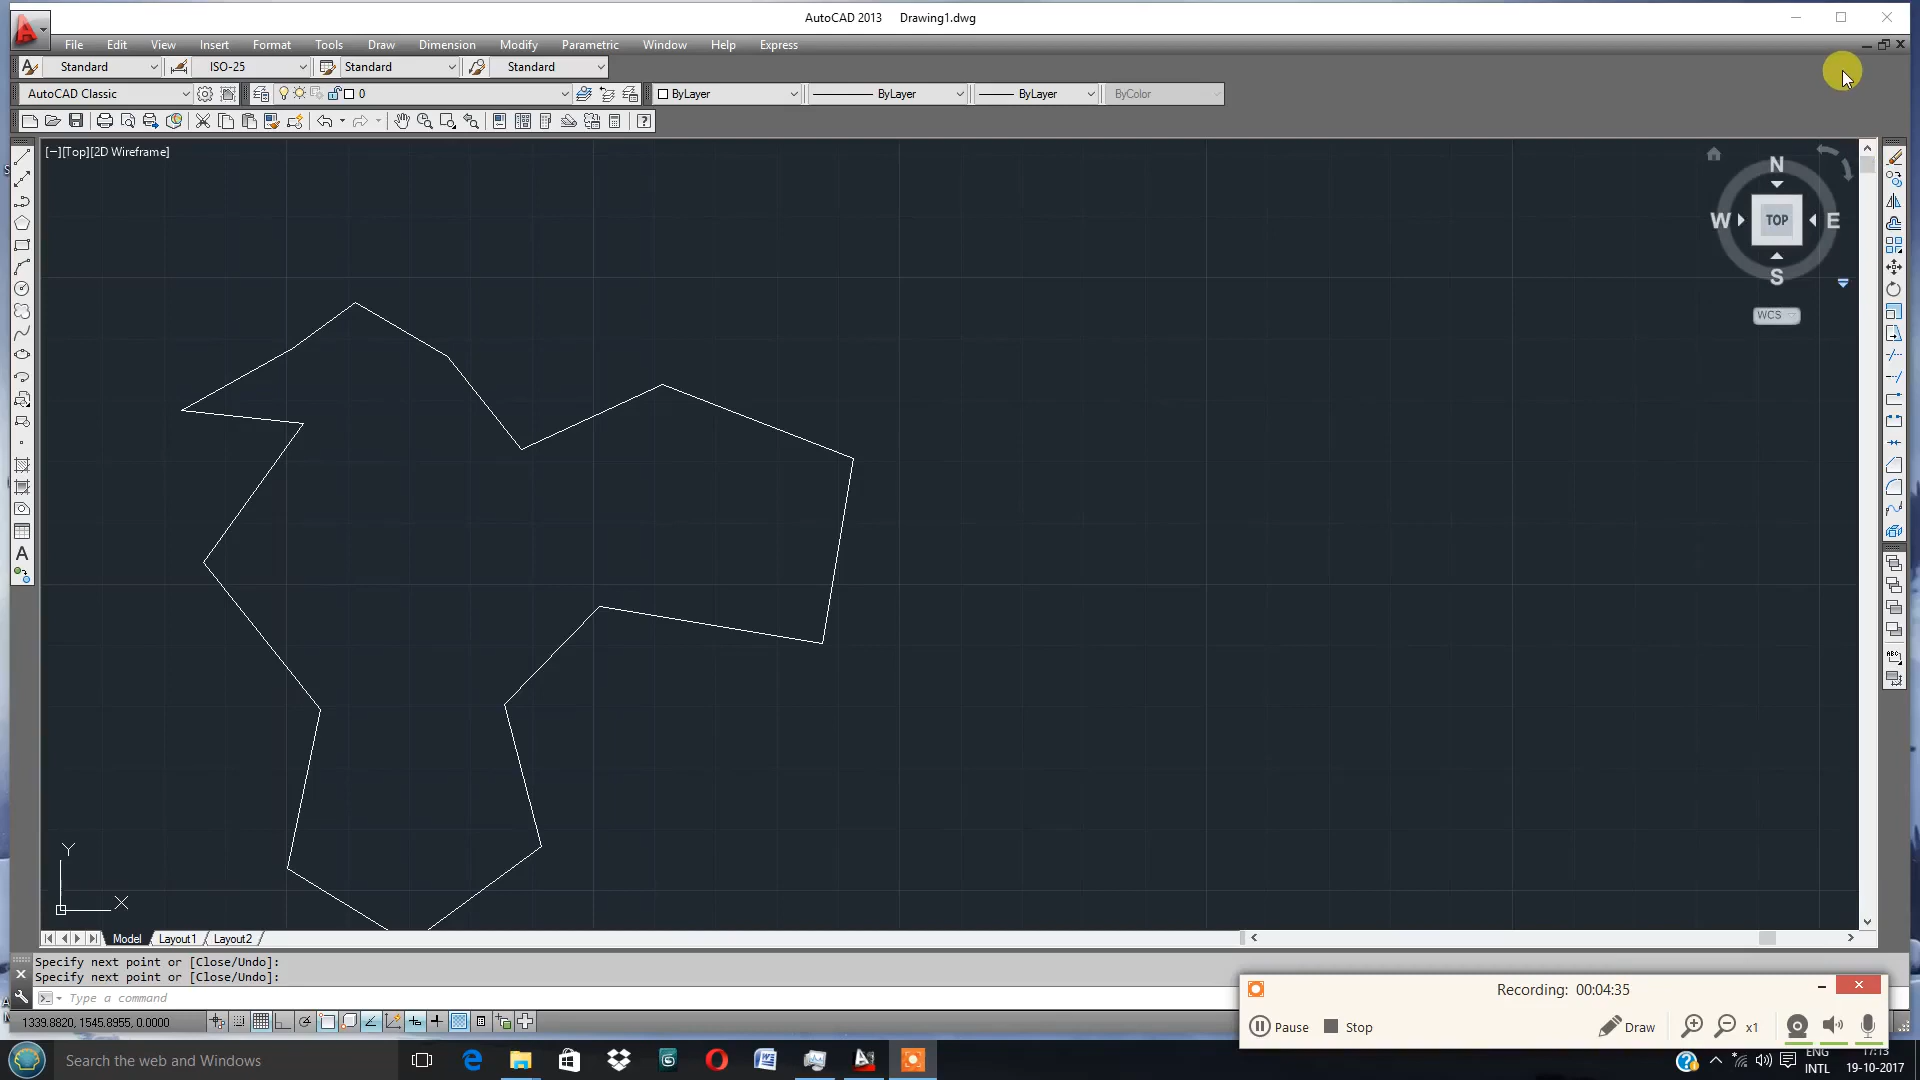 AutoCAD 2013 Drawing1.dwg
File Edit View Insert Format Tools Draw Dimension Modify Parametric Window Help Express
Standard ISO-25 Standard Standard
AutoCAD Classic 0 ByLayer ByLayer ByLayer ByColor
[−][Top][2D Wireframe]
N
W TOP E
S
WCS
Y
X
Model Layout1 Layout2
Specify next point or [Close/Undo]:
Specify next point or [Close/Undo]:
Type a command
1339.8820, 1545.8955, 0.0000
Recording: 00:04:35
Pause Stop Draw x1
Search the web and Windows
ENG
INTL
17:13
19-10-2017